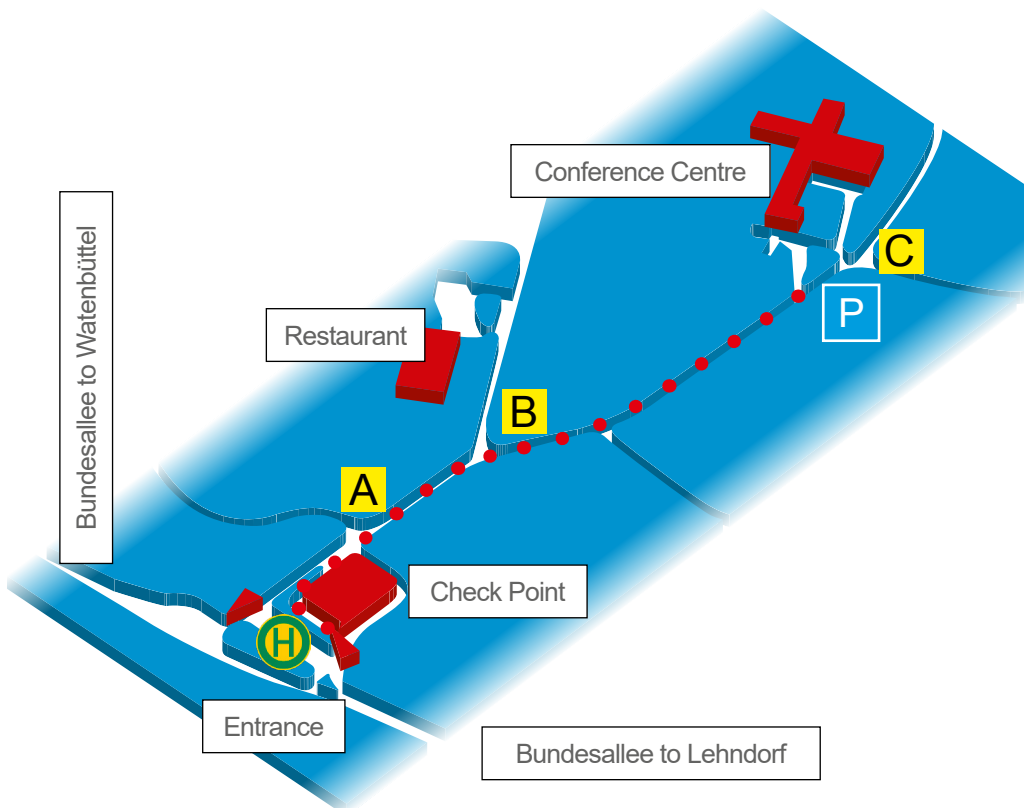 Conference Centre
Bundesallee to Watenbüttel
C
P
Restaurant
B
A
Check Point
H
Entrance
Bundesallee to Lehndorf